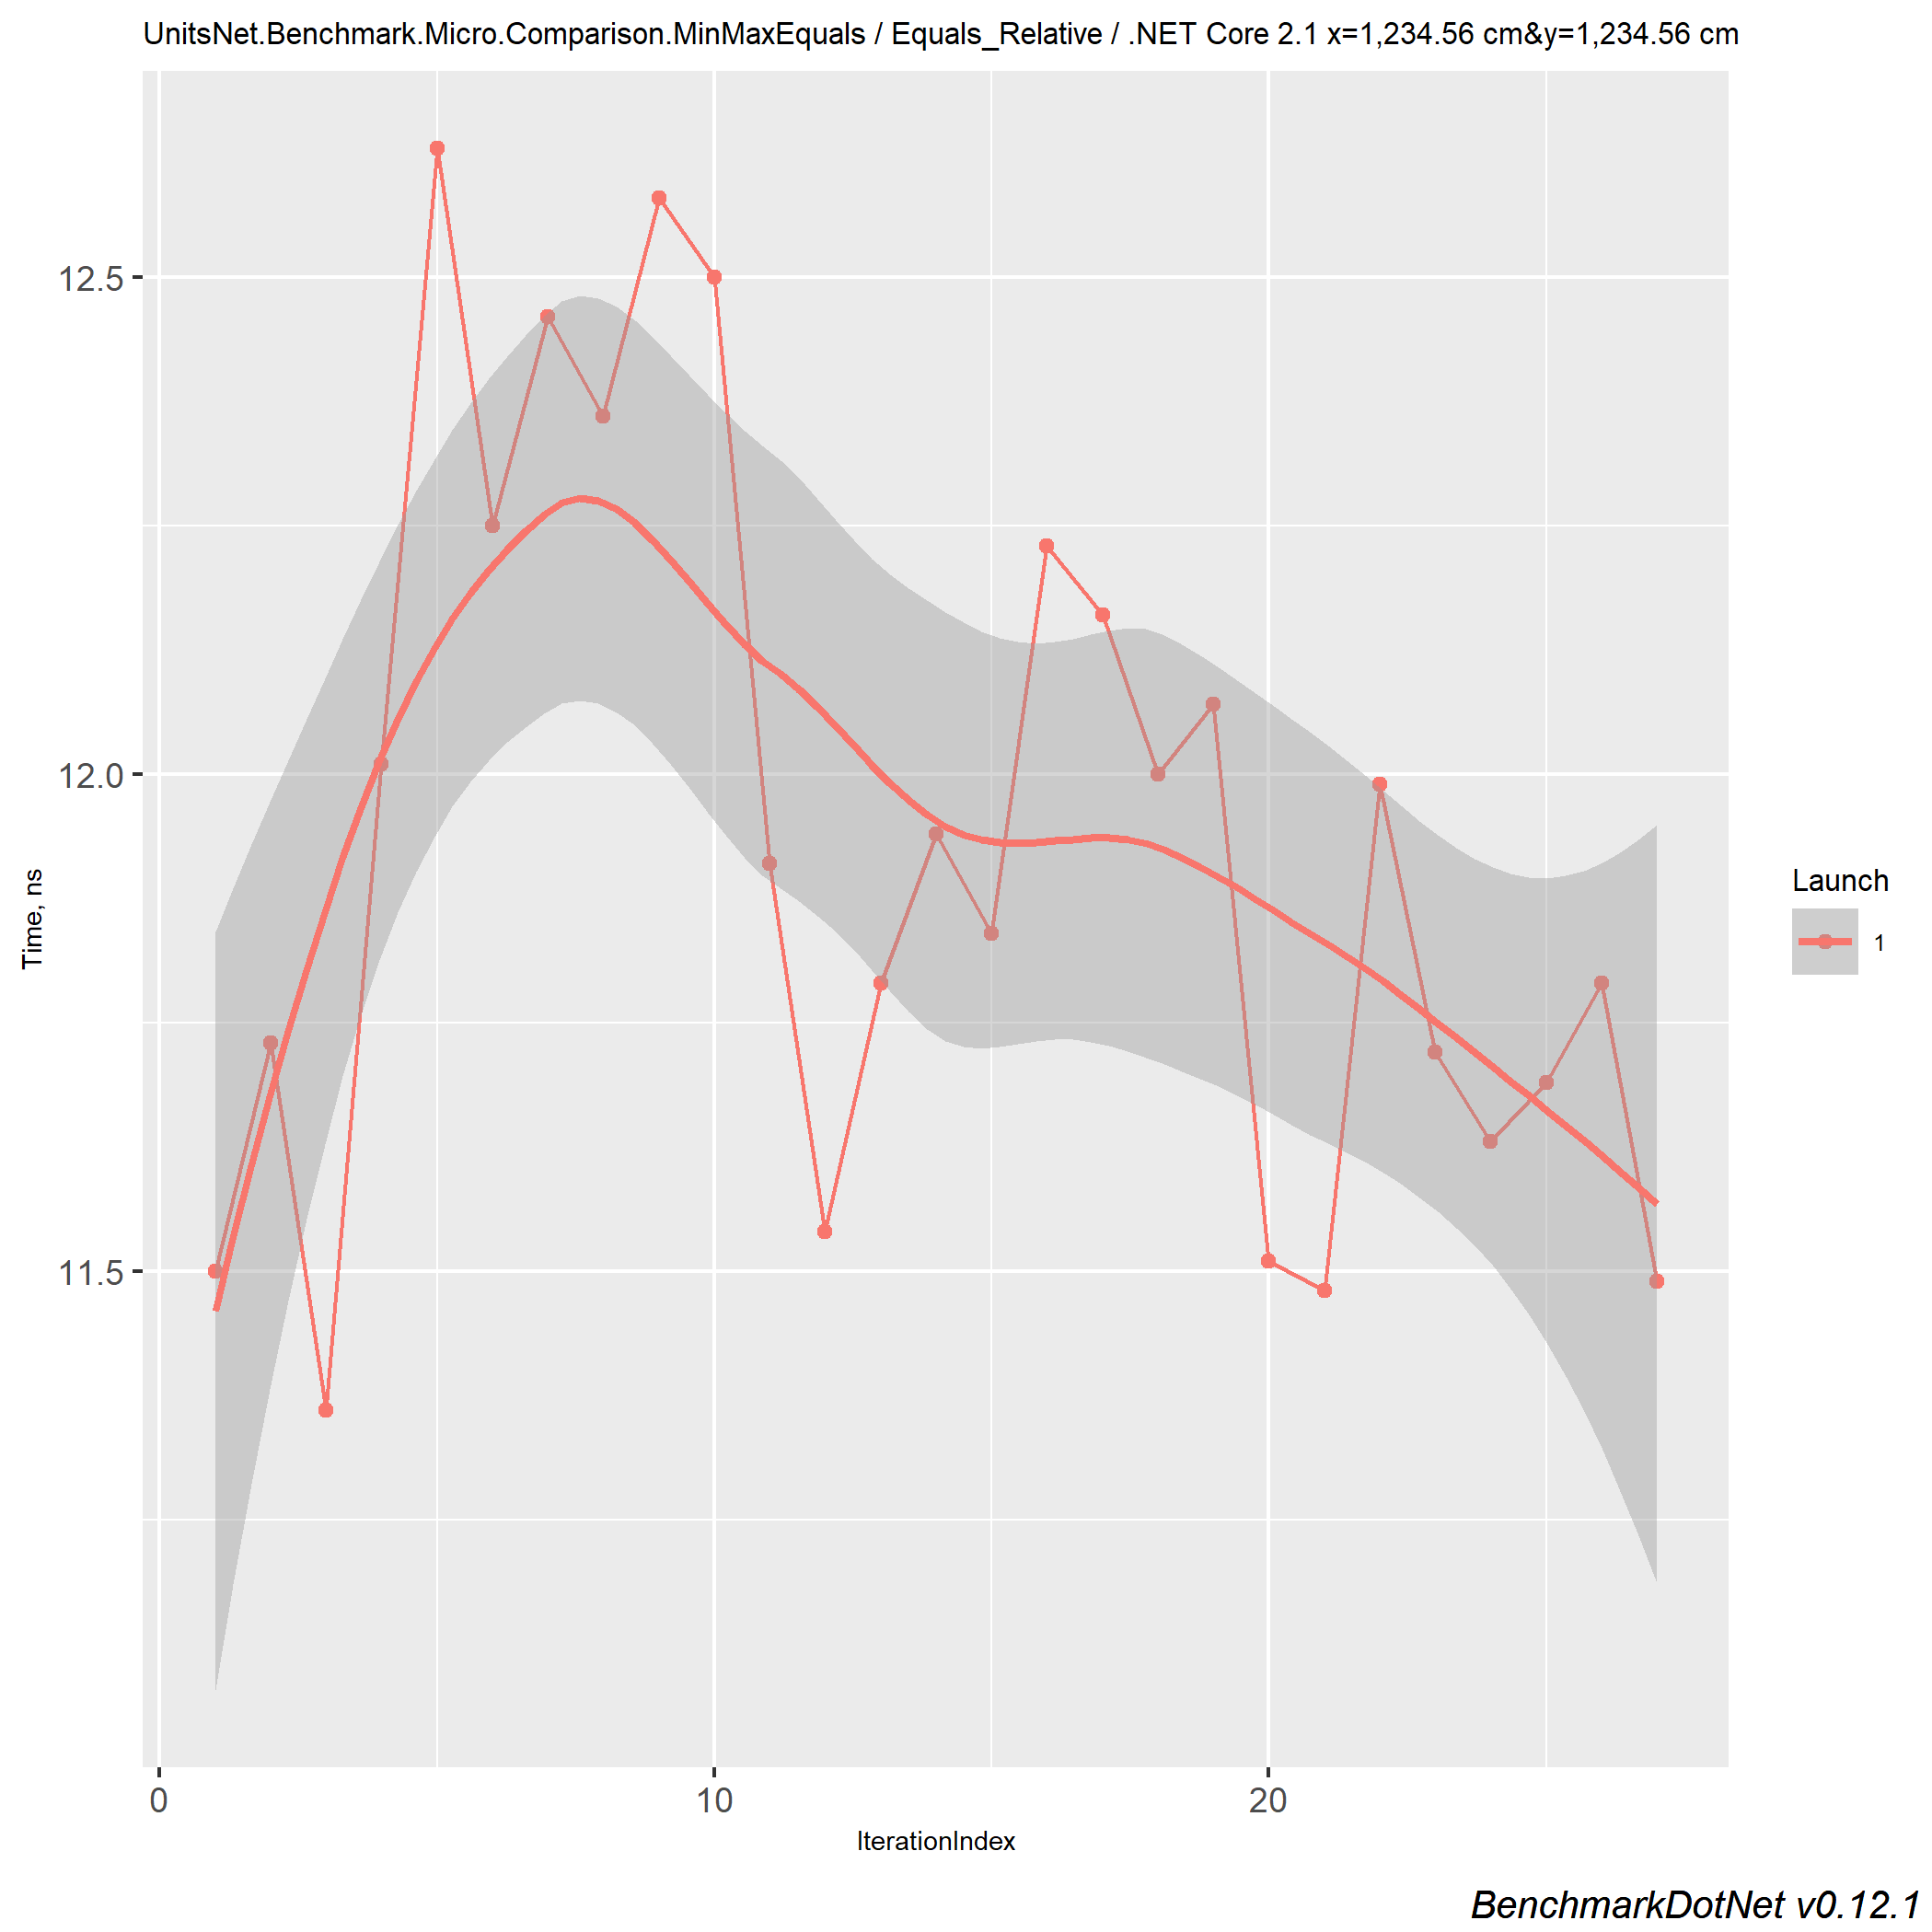 UnitsNet.Benchmark.Micro.Comparison.MinMaxEquals / Equals_Relative / .NET Core 2.1 x=1,234.56 cm&y=1,234.56 cm
12.5
12.0
11.5
Time, ns
0
10
20
IterationIndex
Launch
1
BenchmarkDotNet v0.12.1